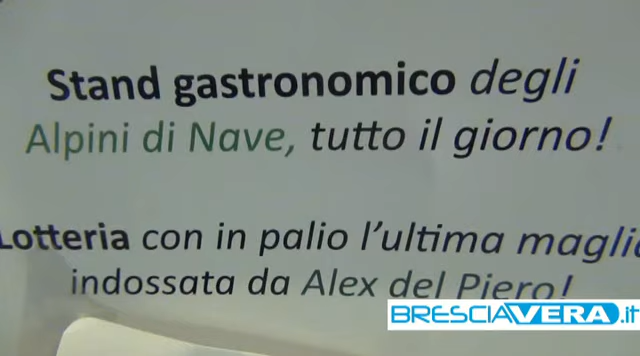 Stand gastronomico degli
Alpini di Nave, tutto il giorno!
Lotteria con in palio l'ultima maglia
indossata da Alex del Piero!
BRESCIAVERA.it